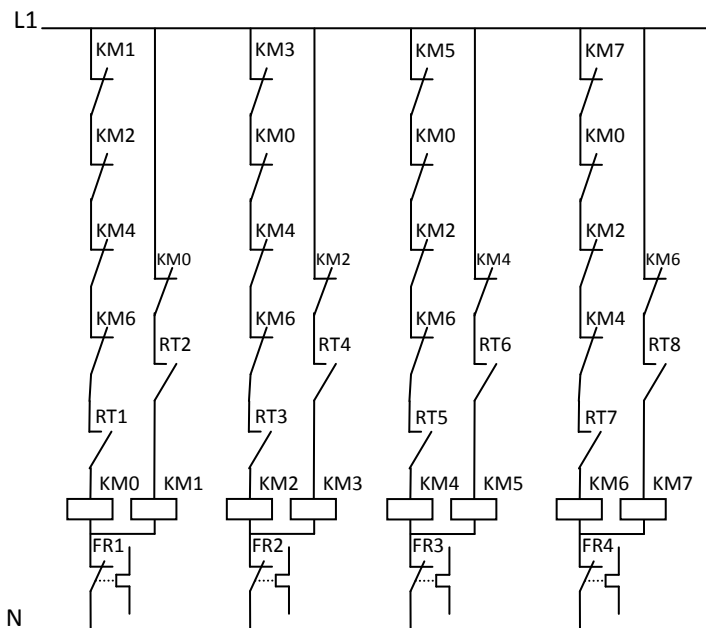 L1
KM1 KM3 KM5 KM7
KM2 KM0 KM0 KM0
KM4 KM4 KM2 KM2
KM0 KM2 KM4 KM6
KM6 KM6 KM6 KM4
RT2 RT4 RT6 RT8
RT1 RT3 RT5 RT7
KM0 KM1 KM2 KM3 KM4 KM5 KM6 KM7
FR1 FR2 FR3 FR4
N